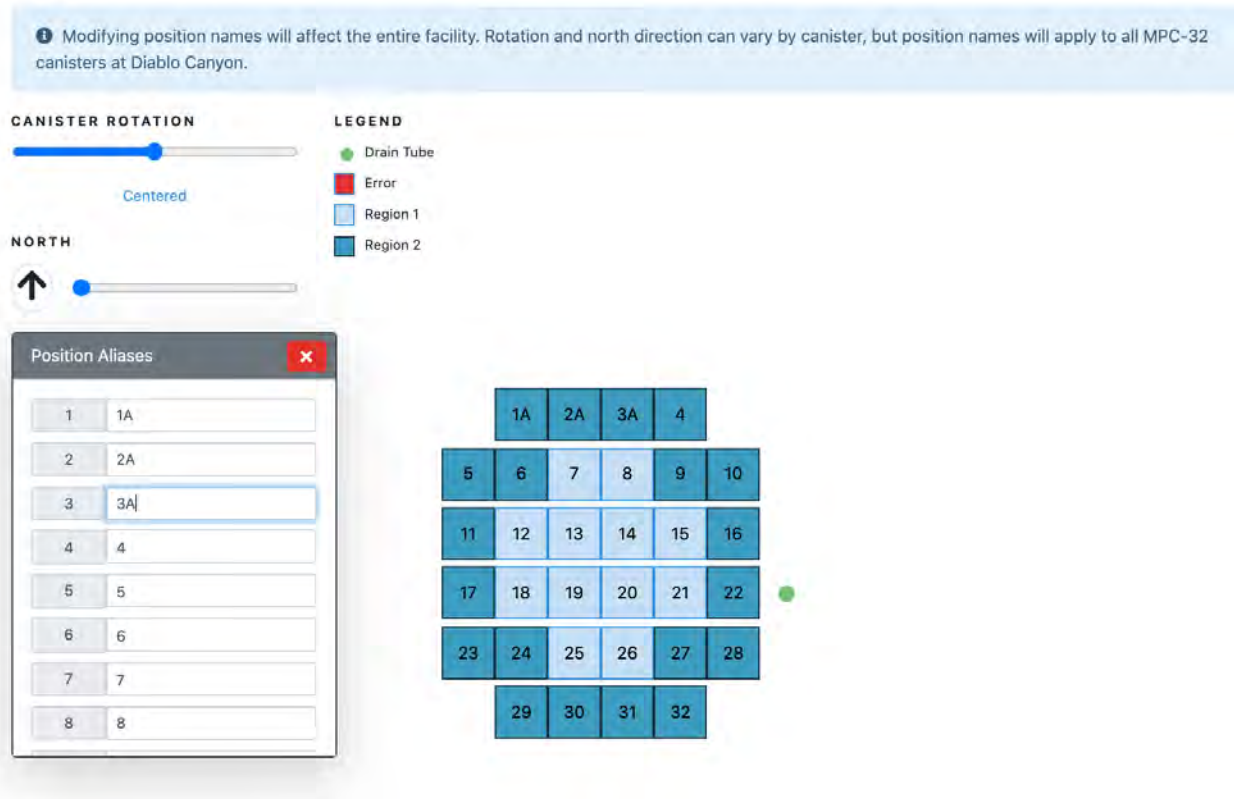 Modifying position names will affect the entire facility. Rotation and north direction can vary by canister, but position names will apply to all MPC-32
canisters at Diablo Canyon.
CANISTER ROTATION
Centered
NORTH
LEGEND
Drain Tube
Error
Region 1
Region 2
Position Aliases
1 1A
2 2A
3 3A
4 4
5 5
6 6
7 7
8 8
1A 2A 3A 4
5 6 7 8 9 10
11 12 13 14 15 16
17 18 19 20 21 22
23 24 25 26 27 28
29 30 31 32